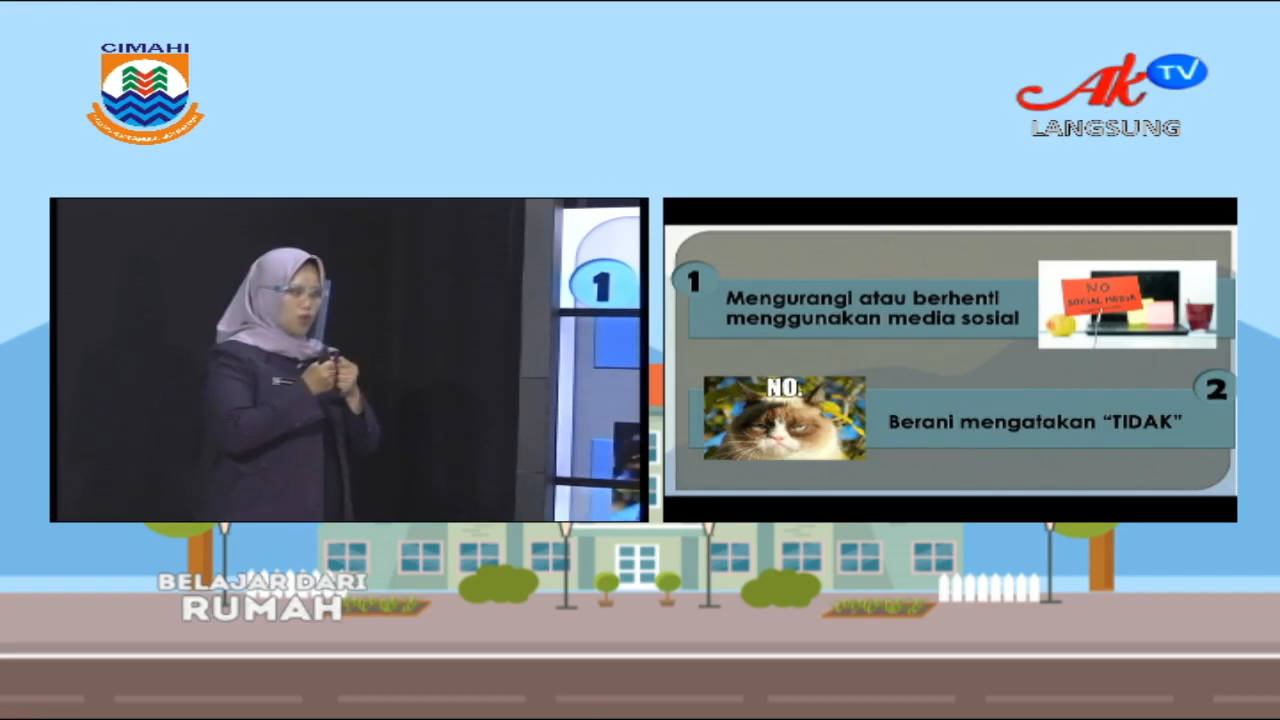 CIMAHI
Ak TV
LANGSUNG
1
1
Mengurangi atau berhenti
menggunakan media sosial
NO
SOCIAL MEDIA
2
NO.
Berani mengatakan “TIDAK”
BELAJAR DARI
RUMAH